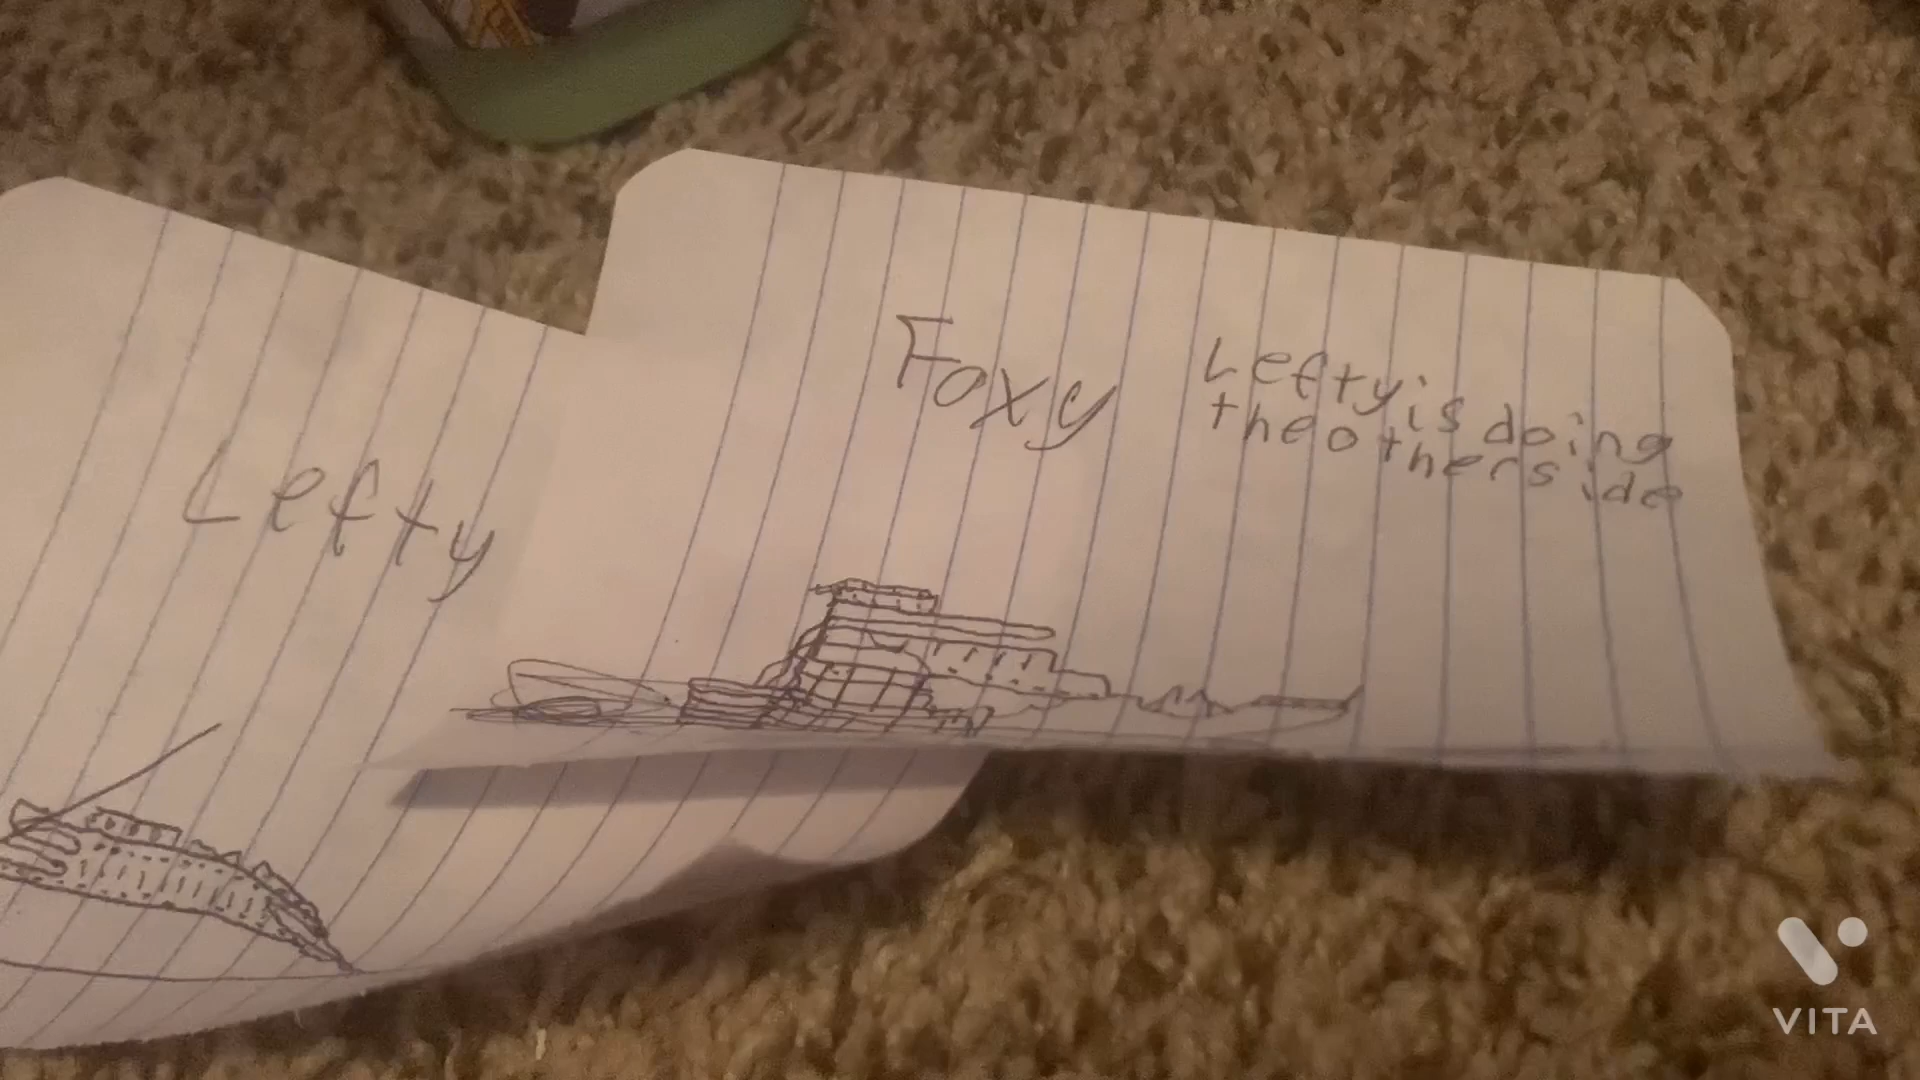 Lefty
Foxy
Lefty is doing
the other side
VITA